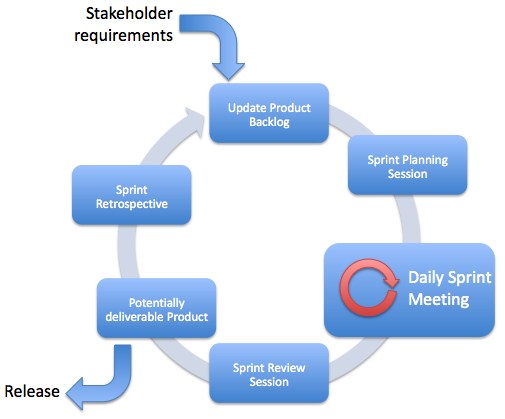 Stakeholder
requirements
Update Product
Backlog
Sprint Planning
Session
Daily Sprint
Meeting
Sprint Review
Session
Potentially
deliverable Product
Release
Sprint
Retrospective